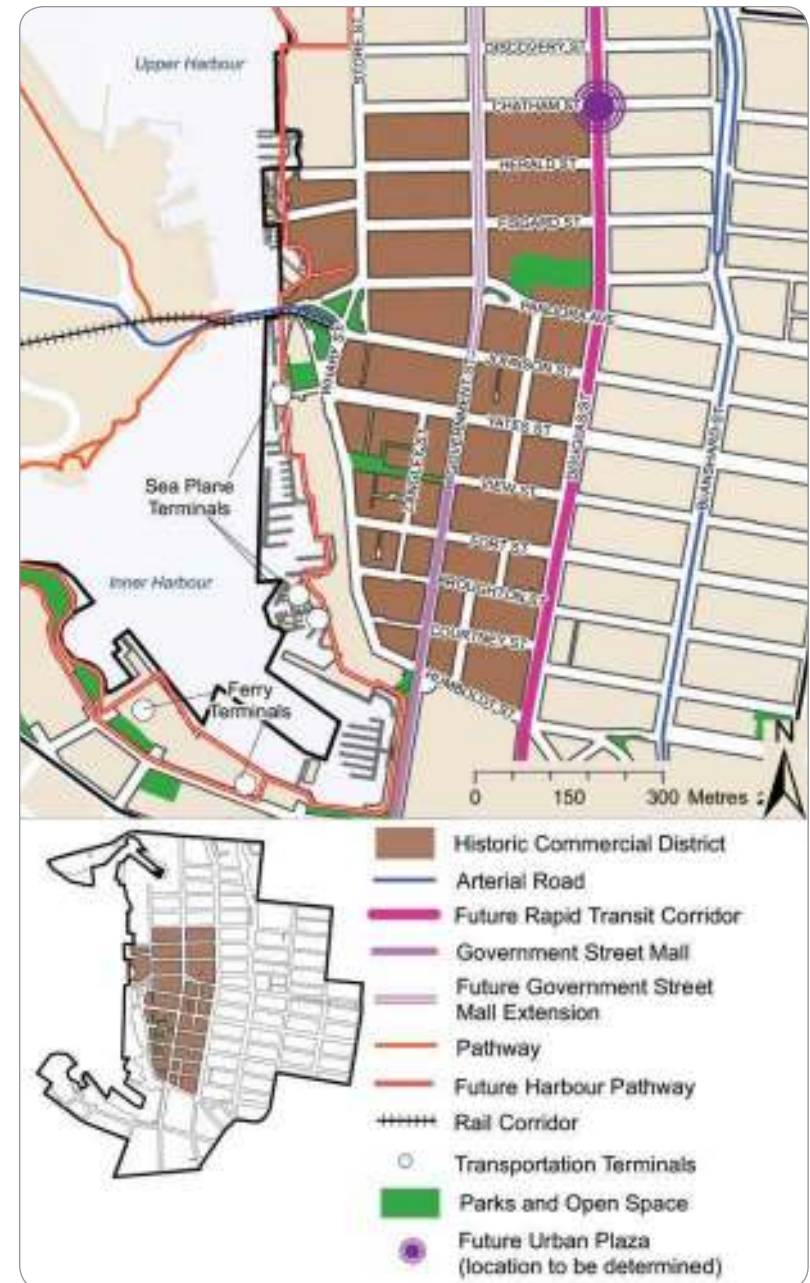 Upper Harbour
STORE ST
DISCOVERY ST
CHATHAM ST
HERALD ST
FISGARD ST
PANDORA AVE
WHARF ST
JOHNSON ST
GOVERNMENT ST
YATES ST
DOUGLAS ST
BLANSHARD ST
LANGLEY ST
VIEW ST
Sea Plane
Terminals
FORT ST
Inner Harbour
BROUGHTON ST
COURTNEY ST
HUMBOLDT ST
Ferry
Terminals
N
0 150 300 Metres
Historic Commercial District
Arterial Road
Future Rapid Transit Corridor
Government Street Mall
Future Government Street
Mall Extension
Pathway
Future Harbour Pathway
Rail Corridor
Transportation Terminals
Parks and Open Space
Future Urban Plaza
(location to be determined)